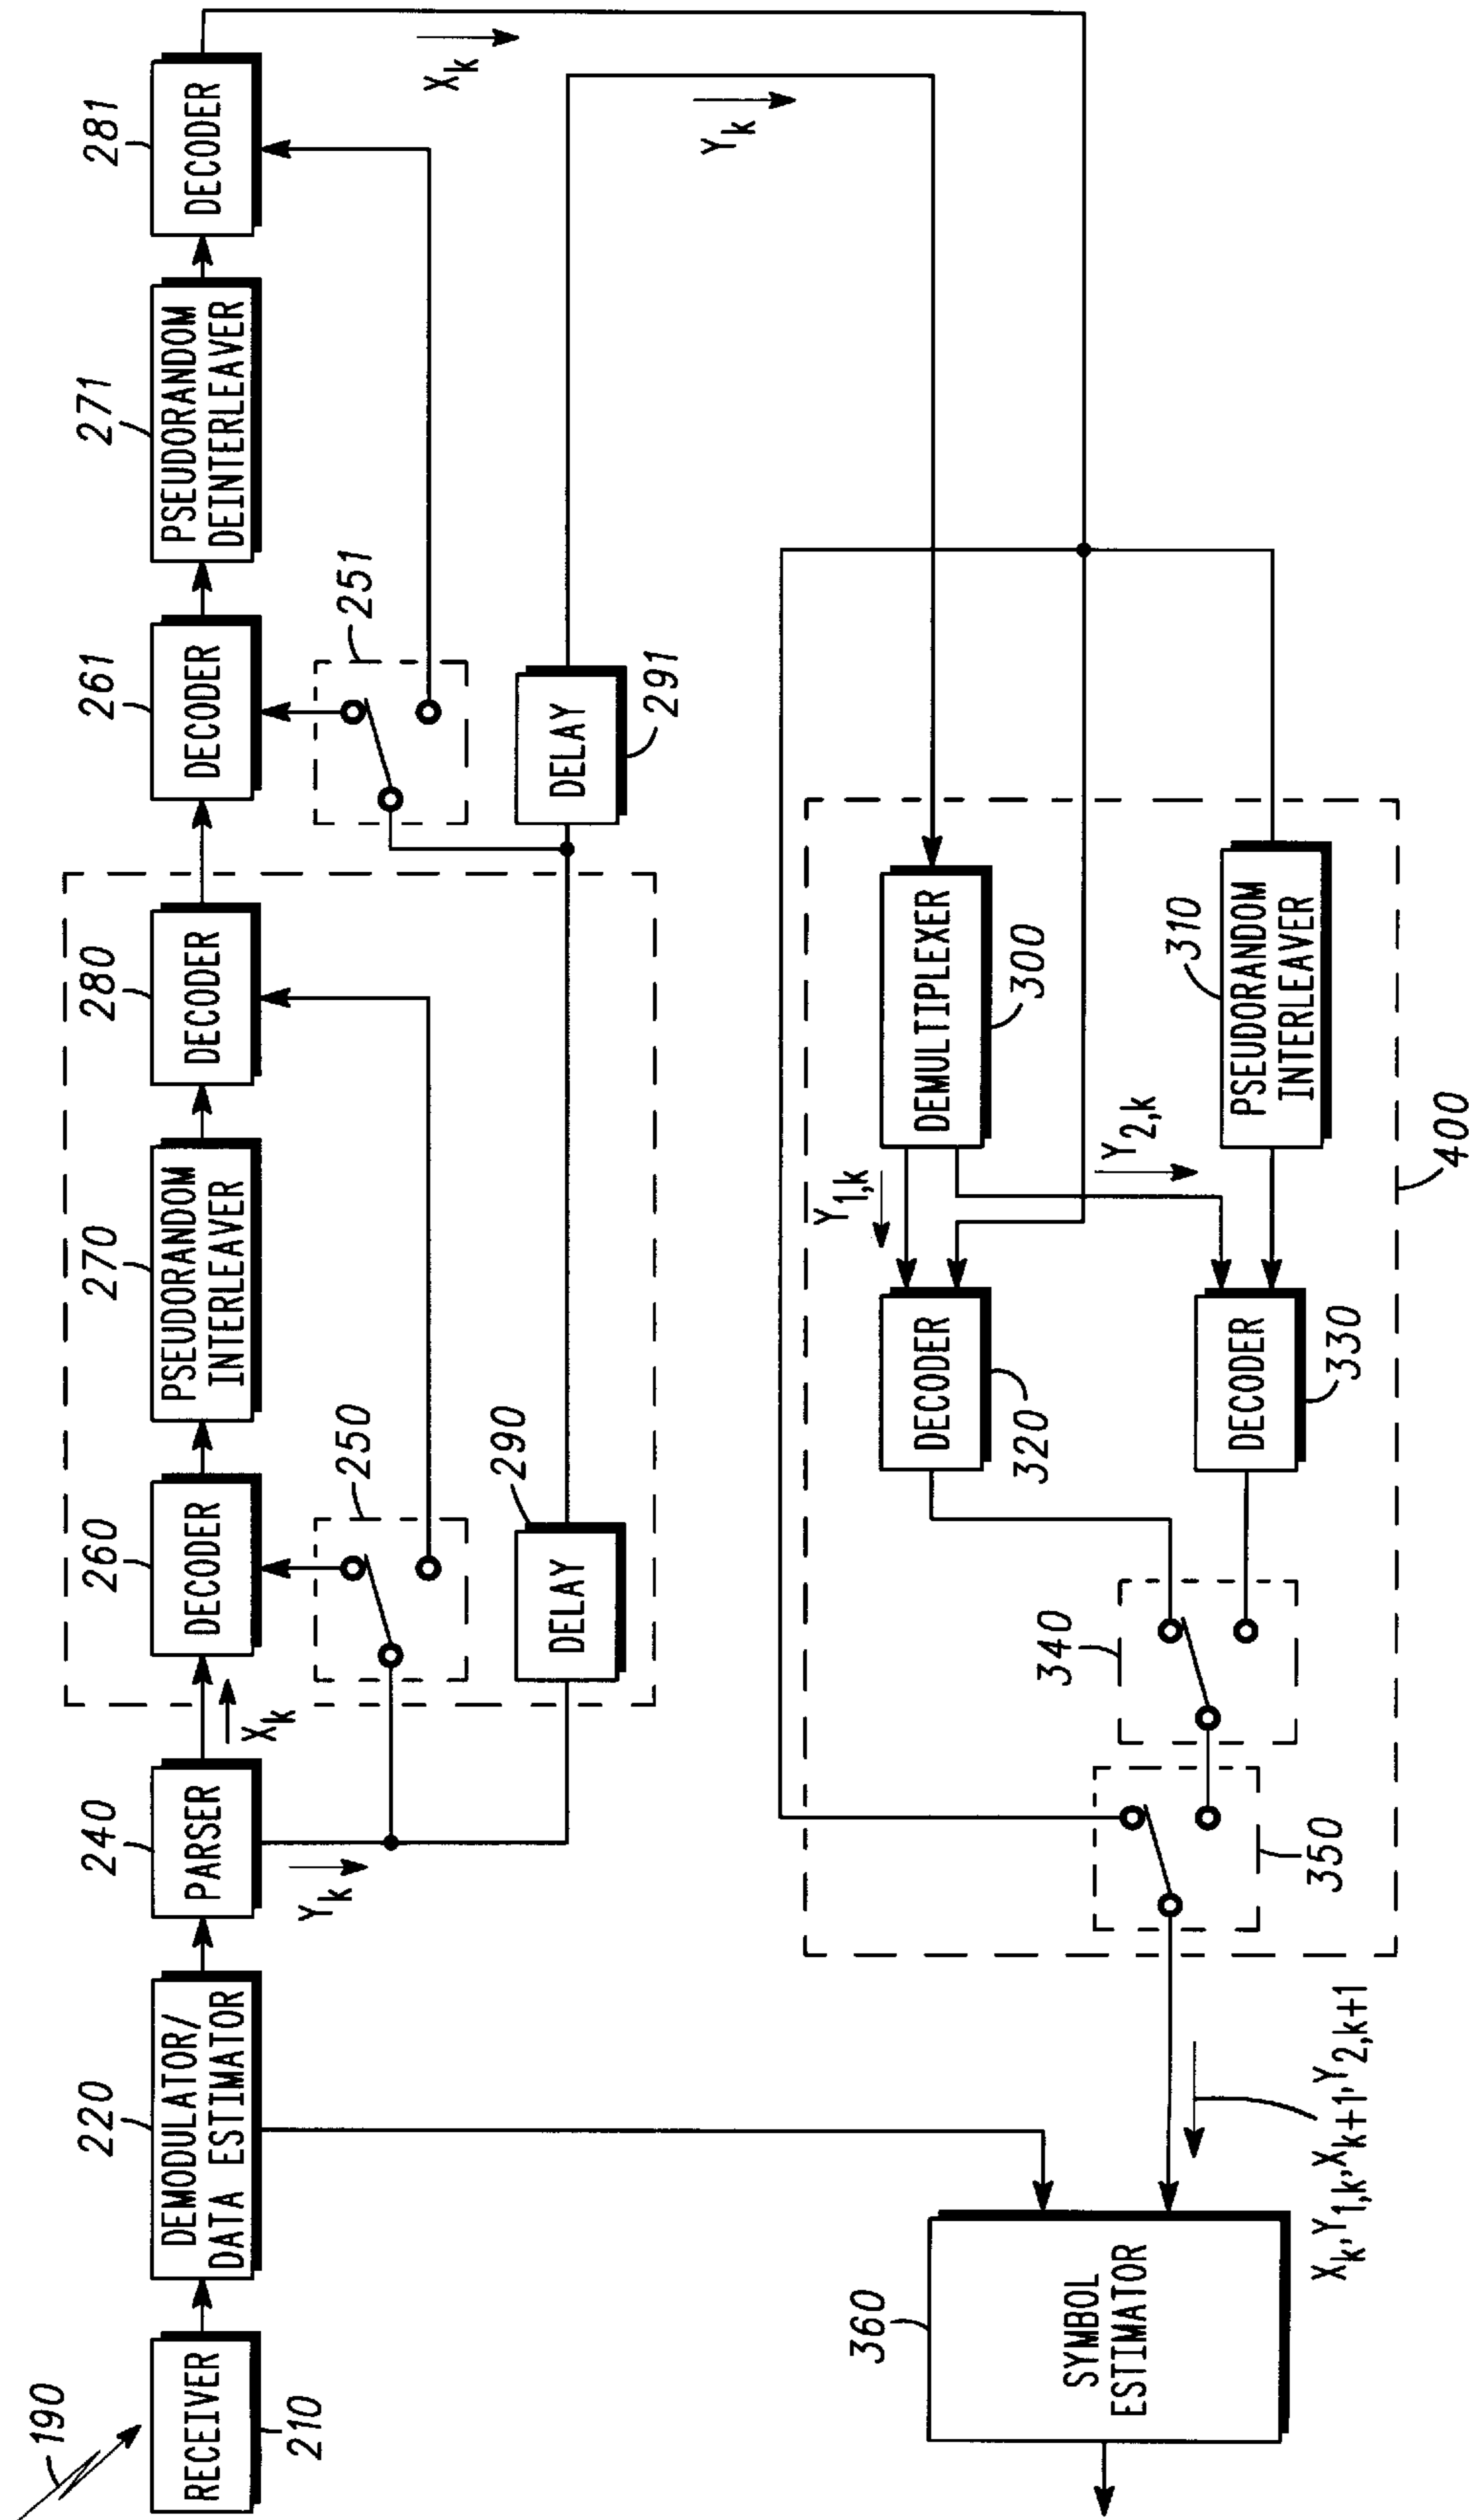 190
RECEIVER
210
220
DEMODULATOR/
DATA ESTIMATOR
240
PARSER
X_k
Y_k
260
DECODER
250
290
DELAY
270
PSEUDORANDOM
INTERLEAVER
280
DECODER
261
DECODER
251
DELAY
291
271
PSEUDORANDOM
DEINTERLEAVER
281
DECODER
X_k
Y_k
360
SYMBOL
ESTIMATOR
X_k,Y_1,k,X_k+1,Y_2,k+1
350
340
DECODER
320
DECODER
330
Y_1,k
Y_2,k
DEMULTIPLEXER
300
310
PSEUDORANDOM
INTERLEAVER
400